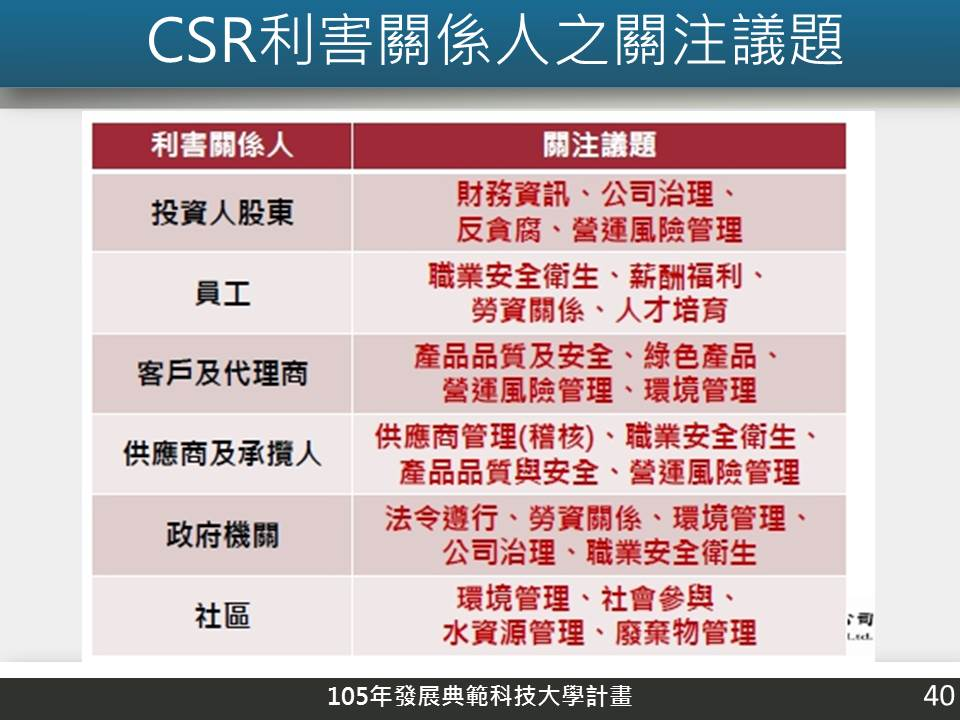 CSR利害關係人之關注議題
利害關係人
關注議題
投資人股東
財務資訊、公司治理、
反貪腐、營運風險管理
員工
職業安全衛生、薪酬福利、
勞資關係、人才培育
客戶及代理商
產品品質及安全、綠色產品、
營運風險管理、環境管理
供應商及承攬人
供應商管理(稽核)、職業安全衛生、
產品品質與安全、營運風險管理
政府機關
法令遵行、勞資關係、環境管理、
公司治理、職業安全衛生
社區
環境管理、社會參與、
水資源管理、廢棄物管理
公司
Ltd.
105年發展典範科技大學計畫
40